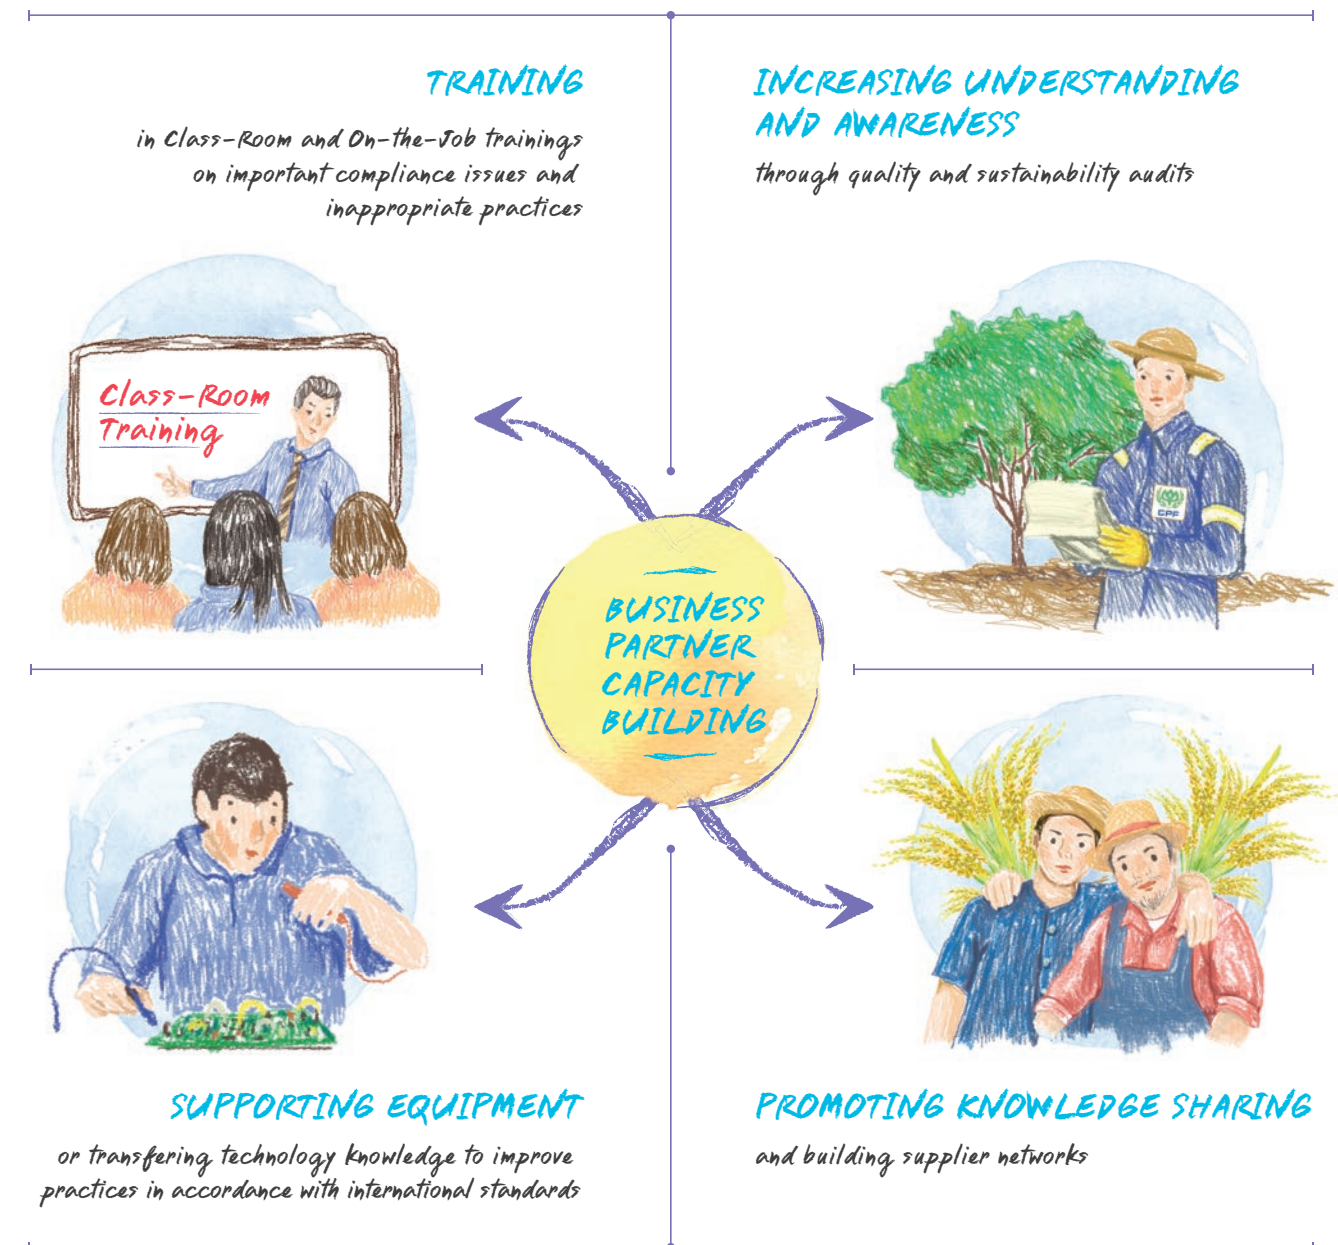 TRAINING
in Class-Room and On-the-Job trainings
on important compliance issues and
inappropriate practices
INCREASING UNDERSTANDING
AND AWARENESS
through quality and sustainability audits
Class-Room
Training
CPF
BUSINESS
PARTNER
CAPACITY
BUILDING
SUPPORTING EQUIPMENT
or transfering technology knowledge to improve
practices in accordance with international standards
PROMOTING KNOWLEDGE SHARING
and building supplier networks